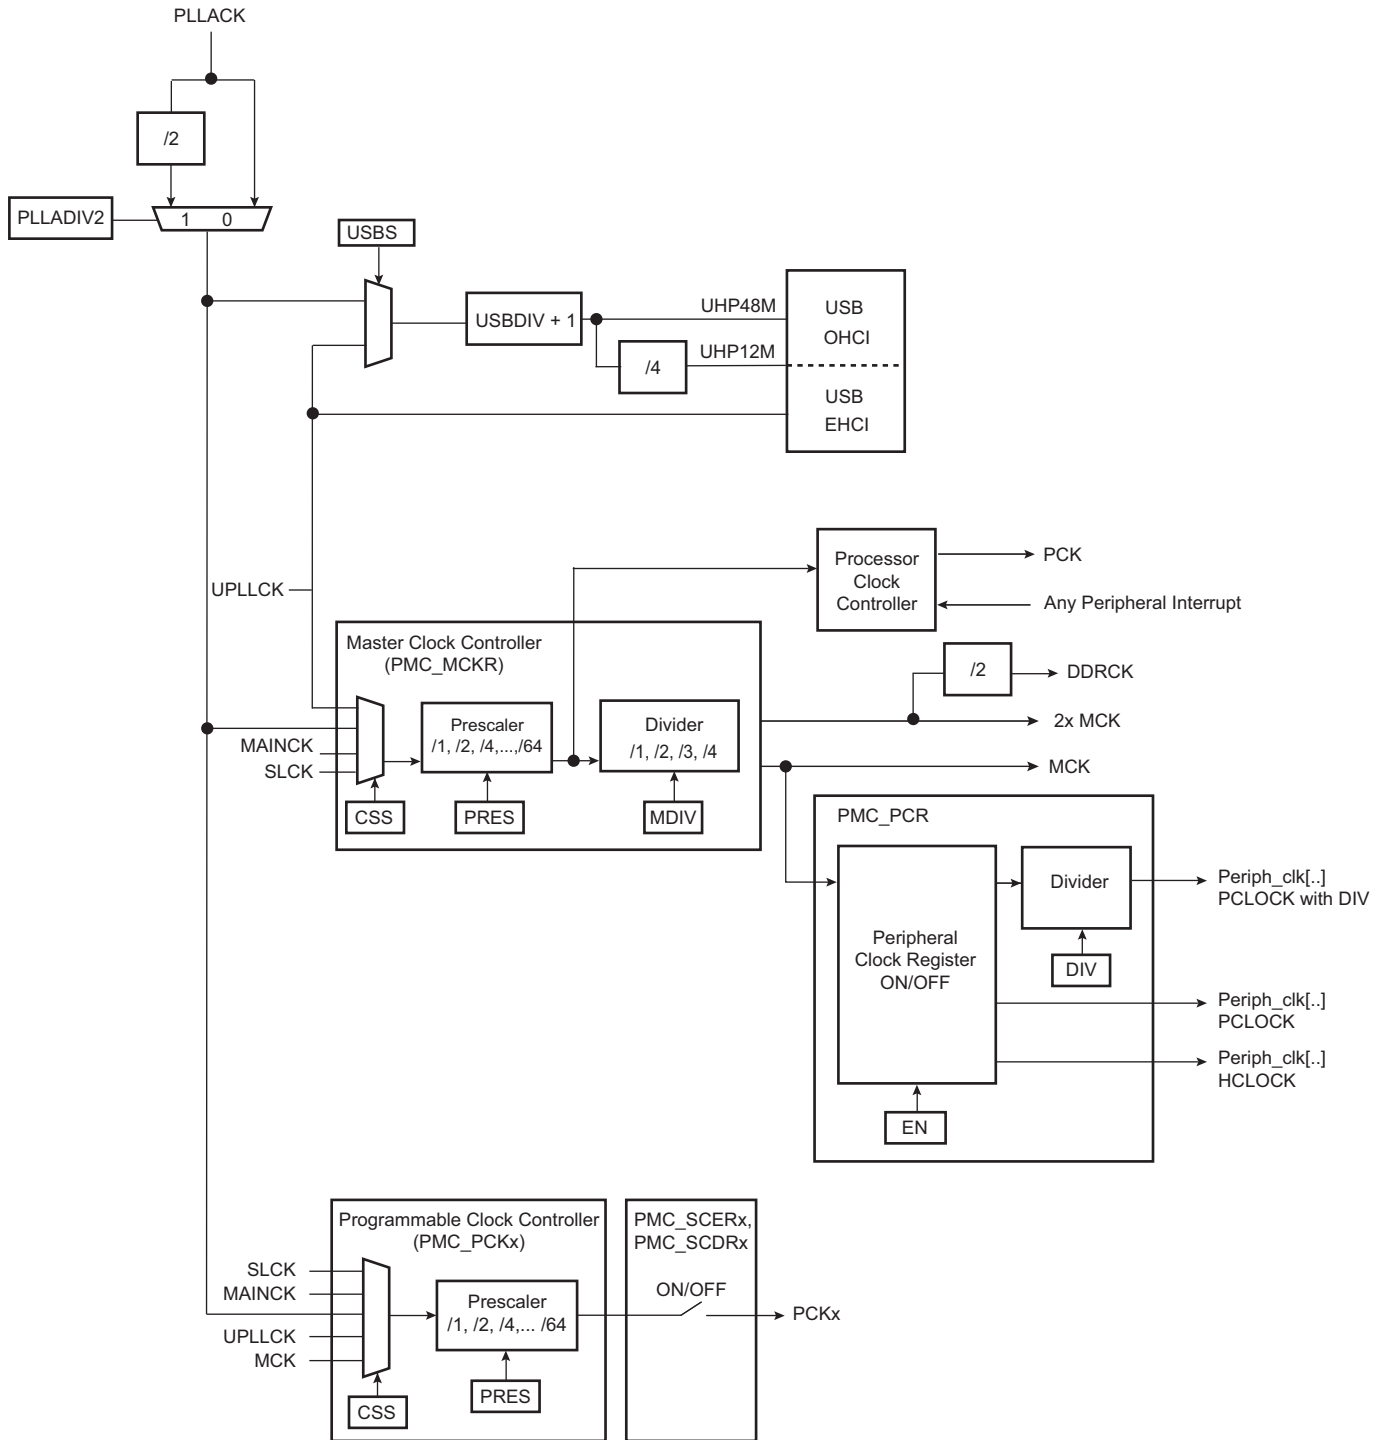 PLLACK
/2
PLLADIV2
1 0
USBS
USBDIV + 1
UHP48M
/4
UHP12M
USB
OHCI
USB
EHCI
UPLLCK
Processor
Clock
Controller
PCK
Any Peripheral Interrupt
Master Clock Controller
(PMC_MCKR)
MAINCK
SLCK
Prescaler
/1, /2, /4,...,/64
Divider
/1, /2, /3, /4
CSS
PRES
MDIV
/2
DDRCK
2x MCK
MCK
PMC_PCR
Peripheral
Clock Register
ON/OFF
Divider
DIV
EN
Periph_clk[..]
PCLOCK with DIV
Periph_clk[..]
PCLOCK
Periph_clk[..]
HCLOCK
Programmable Clock Controller
(PMC_PCKx)
SLCK
MAINCK
UPLLCK
MCK
Prescaler
/1, /2, /4,... /64
CSS
PRES
PMC_SCERx,
PMC_SCDRx
ON/OFF
PCKx